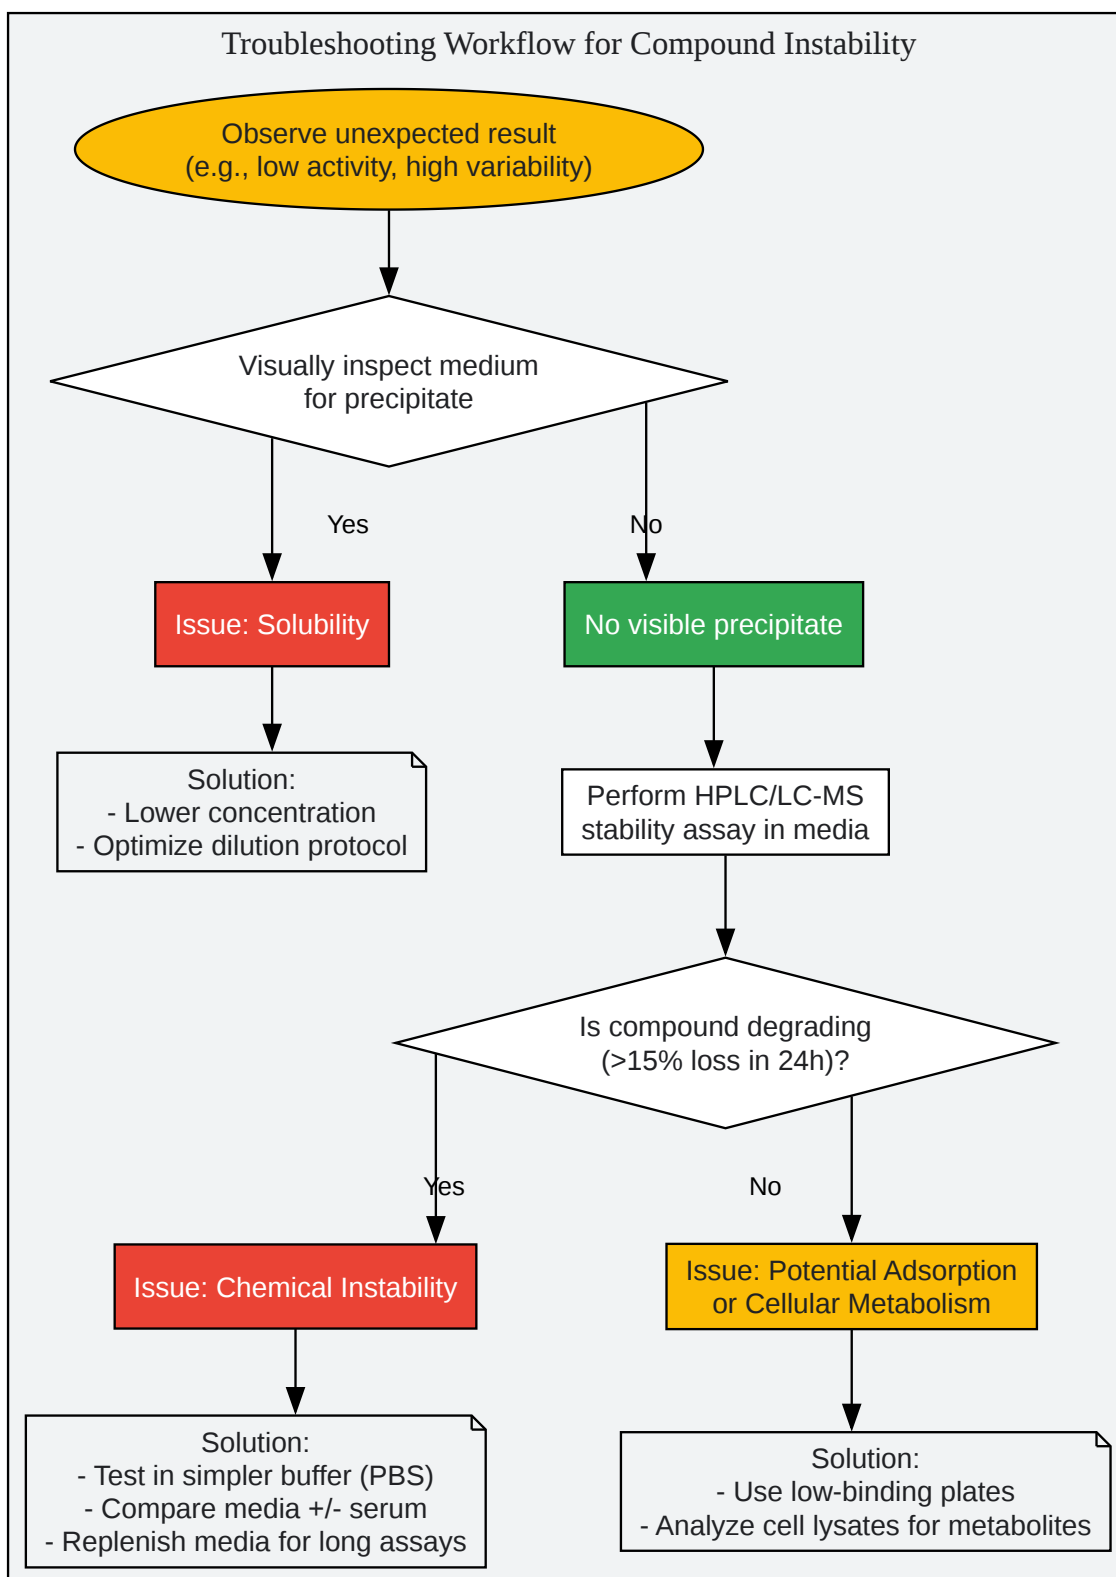 Troubleshooting Workflow for Compound Instability
Observe unexpected result
(e.g., low activity, high variability)
Visually inspect medium
for precipitate
Yes
No
Issue: Solubility
No visible precipitate
Solution:
- Lower concentration
- Optimize dilution protocol
Perform HPLC/LC-MS
stability assay in media
Is compound degrading
(>15% loss in 24h)?
Yes
No
Issue: Chemical Instability
Issue: Potential Adsorption
or Cellular Metabolism
Solution:
- Test in simpler buffer (PBS)
- Compare media +/- serum
- Replenish media for long assays
Solution:
- Use low-binding plates
- Analyze cell lysates for metabolites